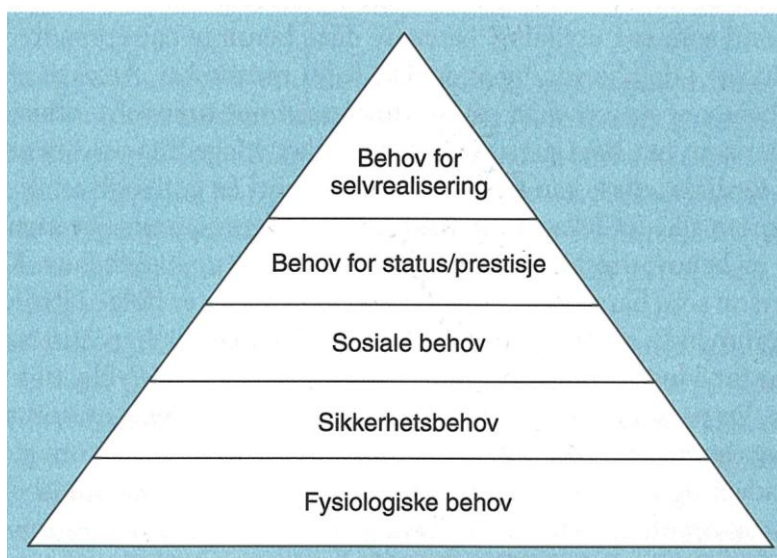 Behov for
selvrealisering
Behov for status/prestisje
Sosiale behov
Sikkerhetsbehov
Fysiologiske behov